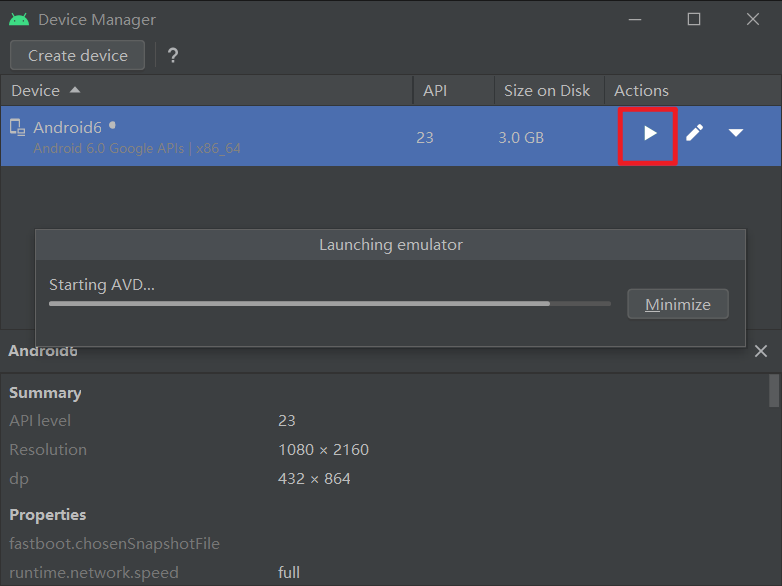 Device Manager
Create device ?
Device API Size on Disk Actions
Android6
Android 6.0 Google APIs | x86_64
23 3.0 GB
Launching emulator
Starting AVD...
Minimize
Android6
Summary
API level 23
Resolution 1080 × 2160
dp 432 × 864
Properties
fastboot.chosenSnapshotFile
runtime.network.speed full